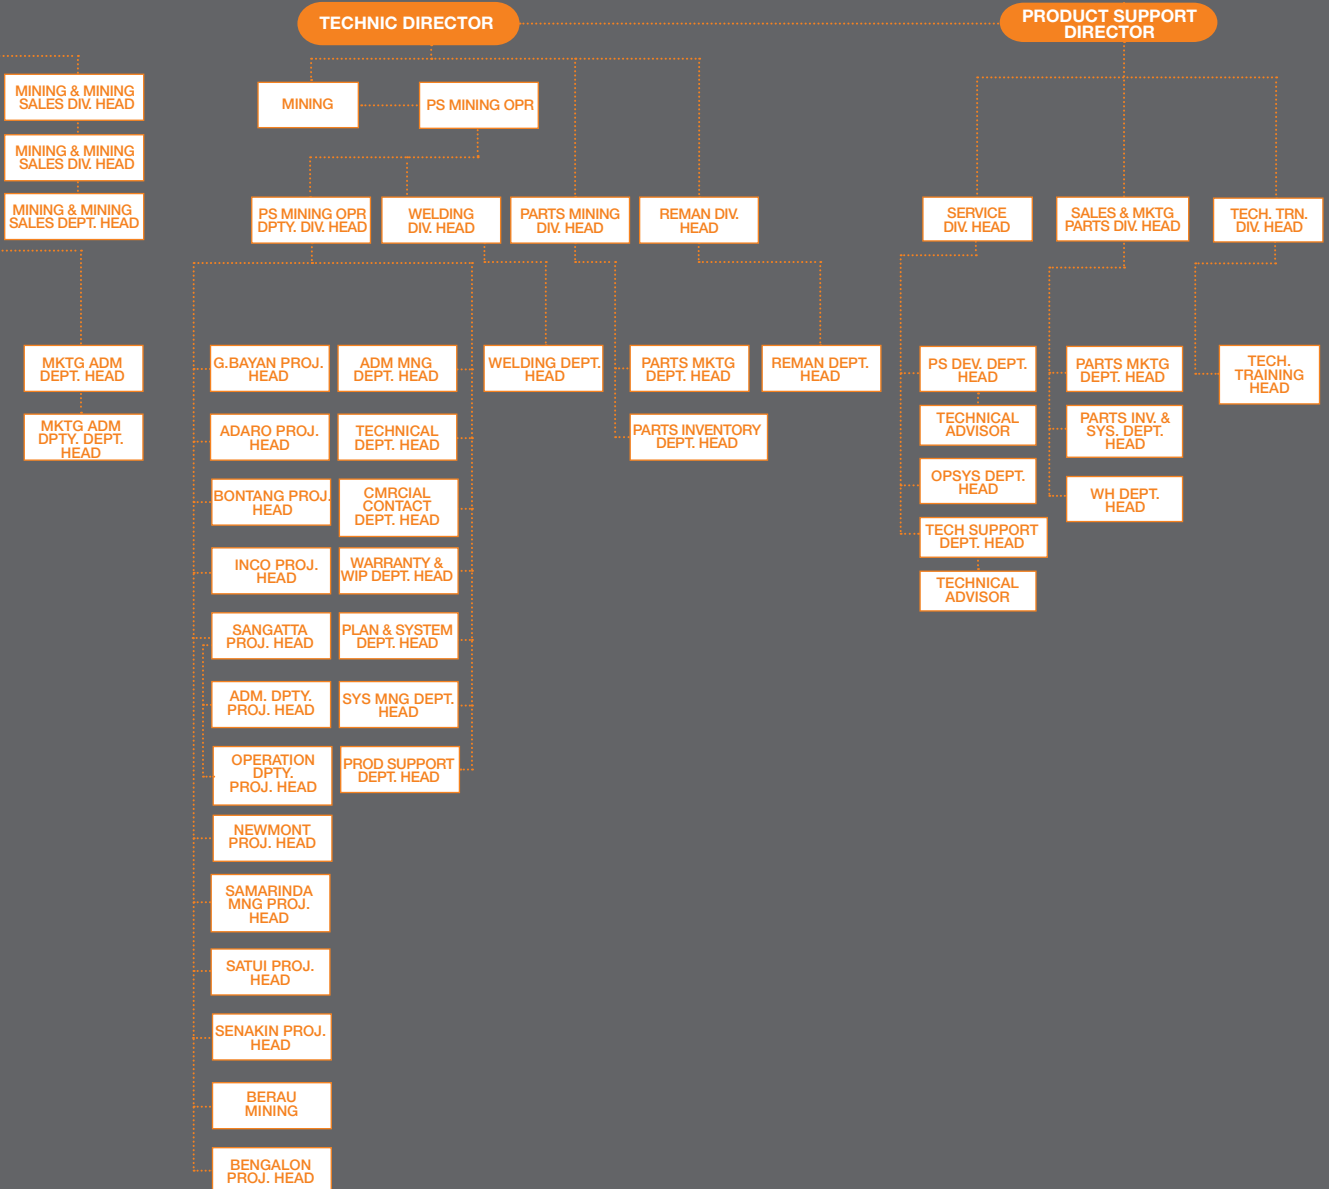 TECHNIC DIRECTOR
PRODUCT SUPPORT
DIRECTOR
MINING & MINING
SALES DIV. HEAD
MINING & MINING
SALES DIV. HEAD
MINING & MINING
SALES DEPT. HEAD
MKTG ADM
DEPT. HEAD
MKTG ADM
DPTY. DEPT.
HEAD
MINING
PS MINING OPR
PS MINING OPR
DPTY. DIV. HEAD
WELDING
DIV. HEAD
PARTS MINING
DIV. HEAD
REMAN DIV.
HEAD
SERVICE
DIV. HEAD
SALES & MKTG
PARTS DIV. HEAD
TECH. TRN.
DIV. HEAD
G.BAYAN PROJ.
HEAD
ADARO PROJ.
HEAD
BONTANG PROJ.
HEAD
INCO PROJ.
HEAD
SANGATTA
PROJ. HEAD
ADM. DPTY.
PROJ. HEAD
OPERATION
DPTY.
PROJ. HEAD
NEWMONT
PROJ. HEAD
SAMARINDA
MNG PROJ.
HEAD
SATUI PROJ.
HEAD
SENAKIN PROJ.
HEAD
BERAU
MINING
BENGALON
PROJ. HEAD
ADM MNG
DEPT. HEAD
TECHNICAL
DEPT. HEAD
CMRCIAL
CONTACT
DEPT. HEAD
WARRANTY &
WIP DEPT. HEAD
PLAN & SYSTEM
DEPT. HEAD
SYS MNG DEPT.
HEAD
PROD SUPPORT
DEPT. HEAD
WELDING DEPT.
HEAD
PARTS MKTG
DEPT. HEAD
PARTS INVENTORY
DEPT. HEAD
REMAN DEPT.
HEAD
PS DEV. DEPT.
HEAD
TECHNICAL
ADVISOR
OPSYS DEPT.
HEAD
TECH SUPPORT
DEPT. HEAD
TECHNICAL
ADVISOR
PARTS MKTG
DEPT. HEAD
PARTS INV. &
SYS. DEPT.
HEAD
WH DEPT.
HEAD
TECH.
TRAINING
HEAD